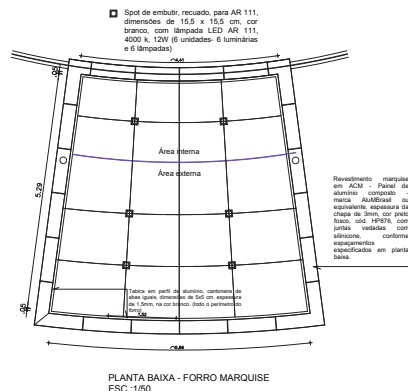 Spot de embutir, recuado, para AR 111,
dimensões de 15,5 x 15,5 cm, cor
branco, com lâmpada LED AR 111,
4000 k, 12W (6 unidades- 6 luminárias
e 6 lâmpadas)
.05
Área interna
Área externa
5.29
Revestimento marquise
em ACM - Painel de
alumínio composto -
marca AluMBrasil ou
equivalente, espessura da
chapa de 3mm, cor preto
fosco, cód. HP876, com
juntas vedadas com
silinicone, conforme
espaçamentos
especificados em planta
baixa.
Tabica em perfil de alumínio, cantoneira de
abas iguais, dimensões de 5x5 cm, espessura
de 1,5mm, na cor branco. (todo o perímetro do
forro)
.05
PLANTA BAIXA - FORRO MARQUISE
ESC :1/50